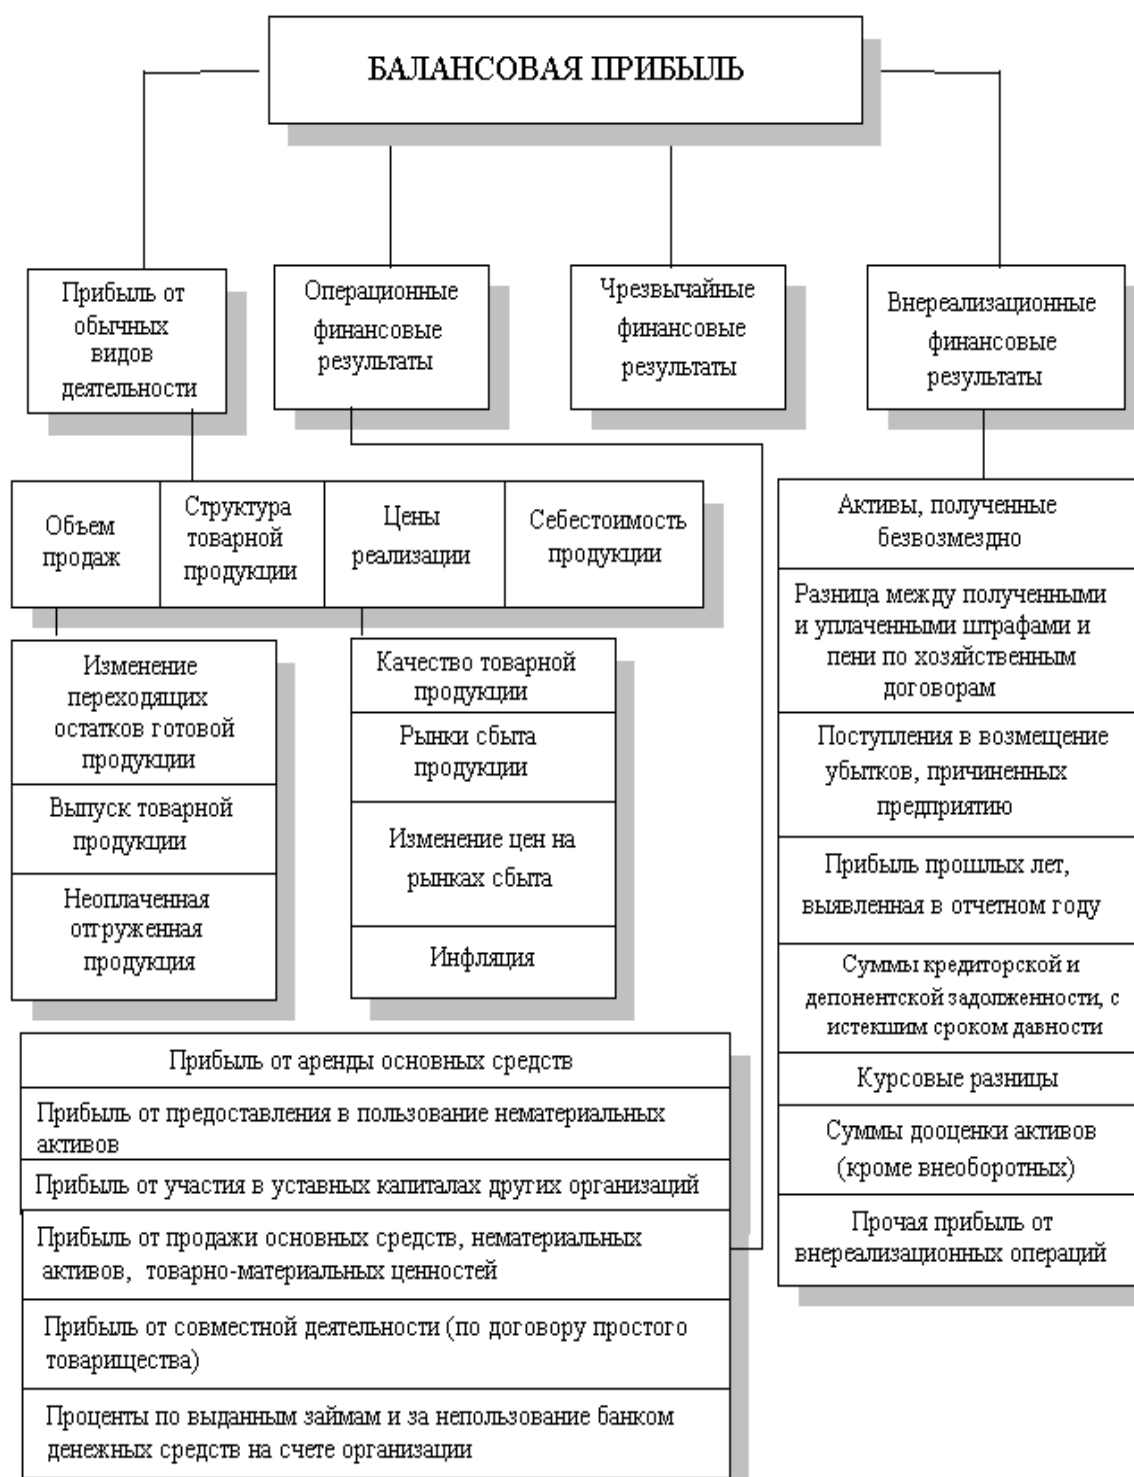 БАЛАНСОВАЯ ПРИБЫЛЬ
Прибыль от
обычных
видов
деятельности
Операционные
финансовые
результаты
Чрезвычайные
финансовые
результаты
Внереализационные
финансовые
результаты
Объем
продаж
Структура
товарной
продукции
Цены
реализации
Себестоимость
продукции
Изменение
переходящих
остатков готовой
продукции
Выпуск товарной
продукции
Неоплаченная
отгруженная
продукция
Качество товарной
продукции
Рынки сбыта
продукции
Изменение цен на
рынках сбыта
Инфляция
Активы, полученные
безвозмездно
Разница между полученными
и уплаченными штрафами и
пени по хозяйственным
договорам
Поступления в возмещение
убытков, причиненных
предприятию
Прибыль прошлых лет,
выявленная в отчетном году
Суммы кредиторской и
депонентской задолженности, с
истекшим сроком давности
Курсовые разницы
Суммы дооценки активов
(кроме внеоборотных)
Прочая прибыль от
внереализационных операций
Прибыль от аренды основных средств
Прибыль от предоставления в пользование нематериальных
активов
Прибыль от участия в уставных капиталах других организаций
Прибыль от продажи основных средств, нематериальных
активов, товарно-материальных ценностей
Прибыль от совместной деятельности (по договору простого
товарищества)
Проценты по выданным займам и за непользование банком
денежных средств на счете организации